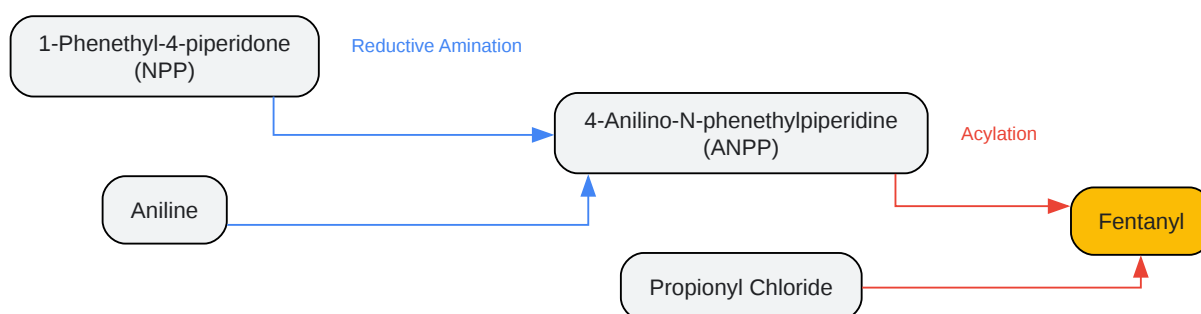 1-Phenethyl-4-piperidone
(NPP)
Reductive Amination
4-Anilino-N-phenethylpiperidine
(ANPP)
Acylation
Aniline
Fentanyl
Propionyl Chloride